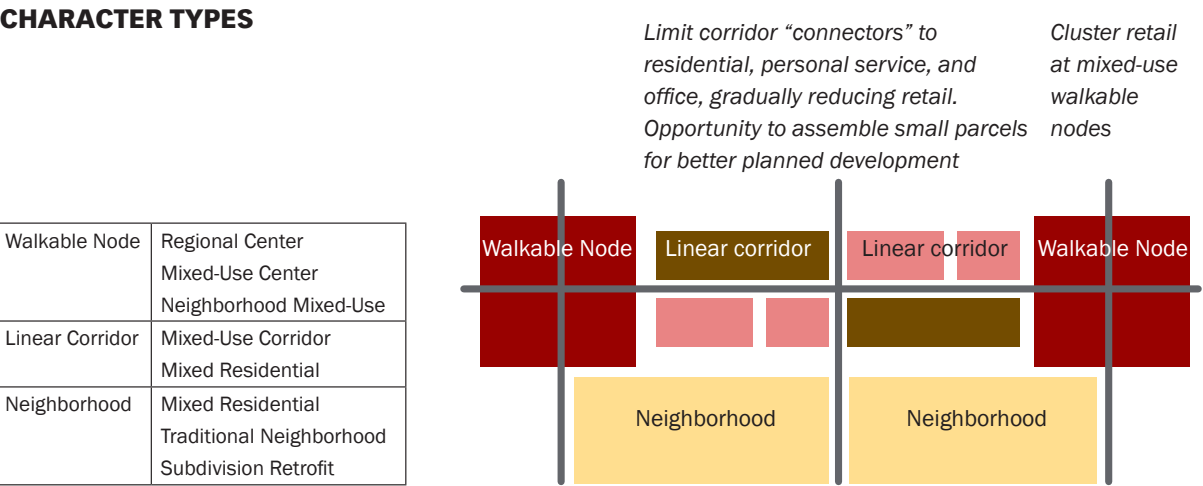 CHARACTER TYPES
Limit corridor “connectors” to
residential, personal service, and
office, gradually reducing retail.
Opportunity to assemble small parcels
for better planned development
Cluster retail
at mixed-use
walkable
nodes
Walkable Node
Regional Center
Mixed-Use Center
Neighborhood Mixed-Use
Linear Corridor
Mixed-Use Corridor
Mixed Residential
Neighborhood
Mixed Residential
Traditional Neighborhood
Subdivision Retrofit
Walkable Node
Linear corridor
Linear corridor
Walkable Node
Neighborhood
Neighborhood